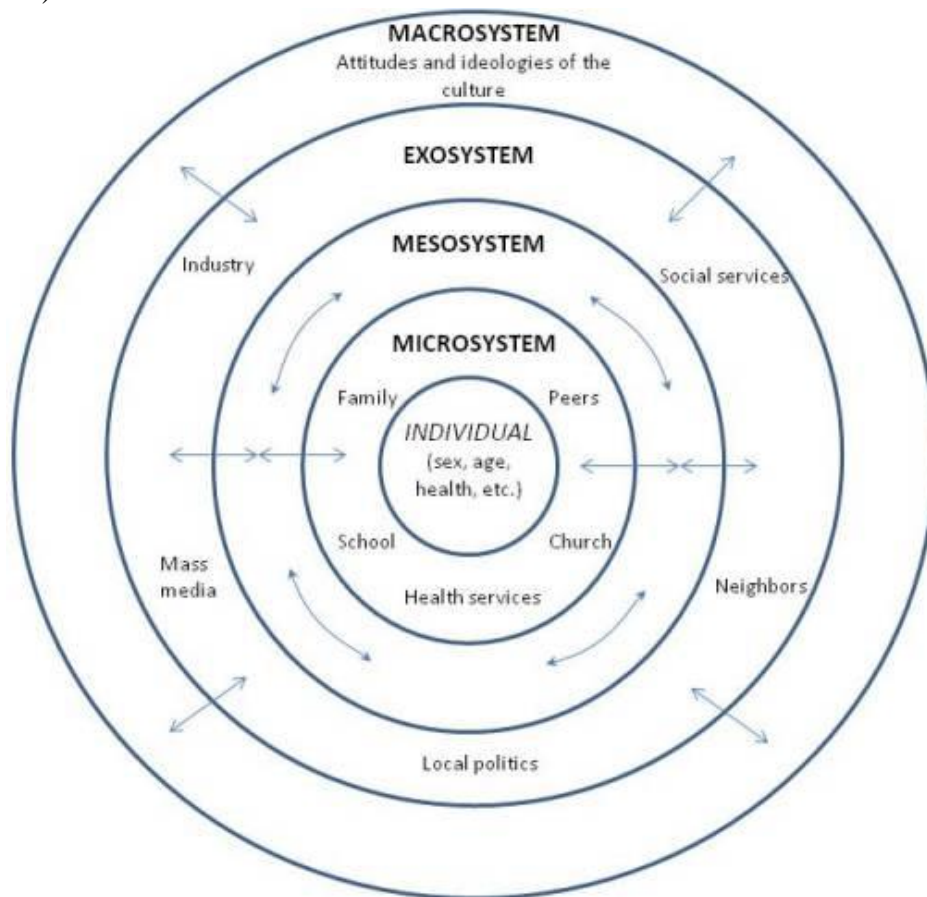 MACROSYSTEM
Attitudes and ideologies of the
culture
EXOSYSTEM
MESOSYSTEM
Industry
Social services
MICROSYSTEM
Family
Peers
INDIVIDUAL
(sex, age,
health, etc.)
School
Church
Mass
media
Health services
Neighbors
Local politics